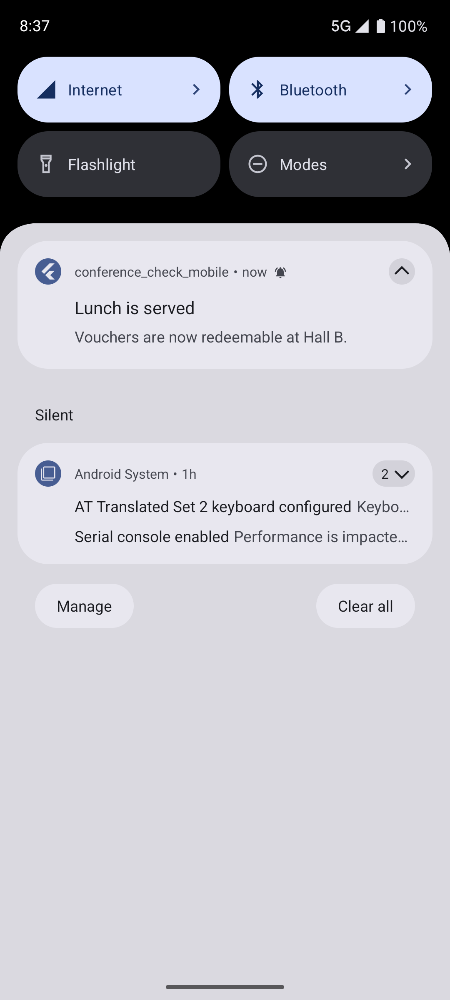 8:37
5G 100%
Internet
Bluetooth
Flashlight
Modes
conference_check_mobile • now
Lunch is served
Vouchers are now redeemable at Hall B.
Silent
Android System • 1h
2
AT Translated Set 2 keyboard configured Keybo…
Serial console enabled Performance is impacte…
Manage
Clear all